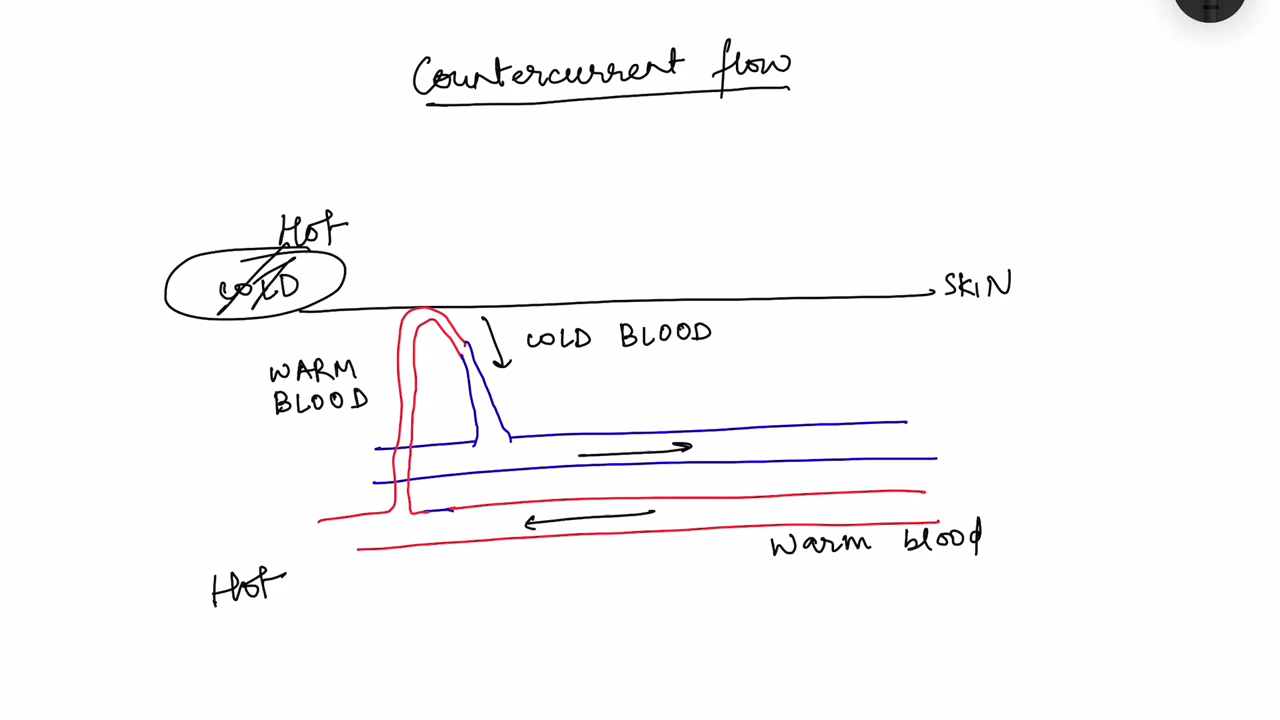 Countercurrent flow
Hot
COLD
SKIN
COLD BLOOD
WARM
BLOOD
Warm blood
Hot